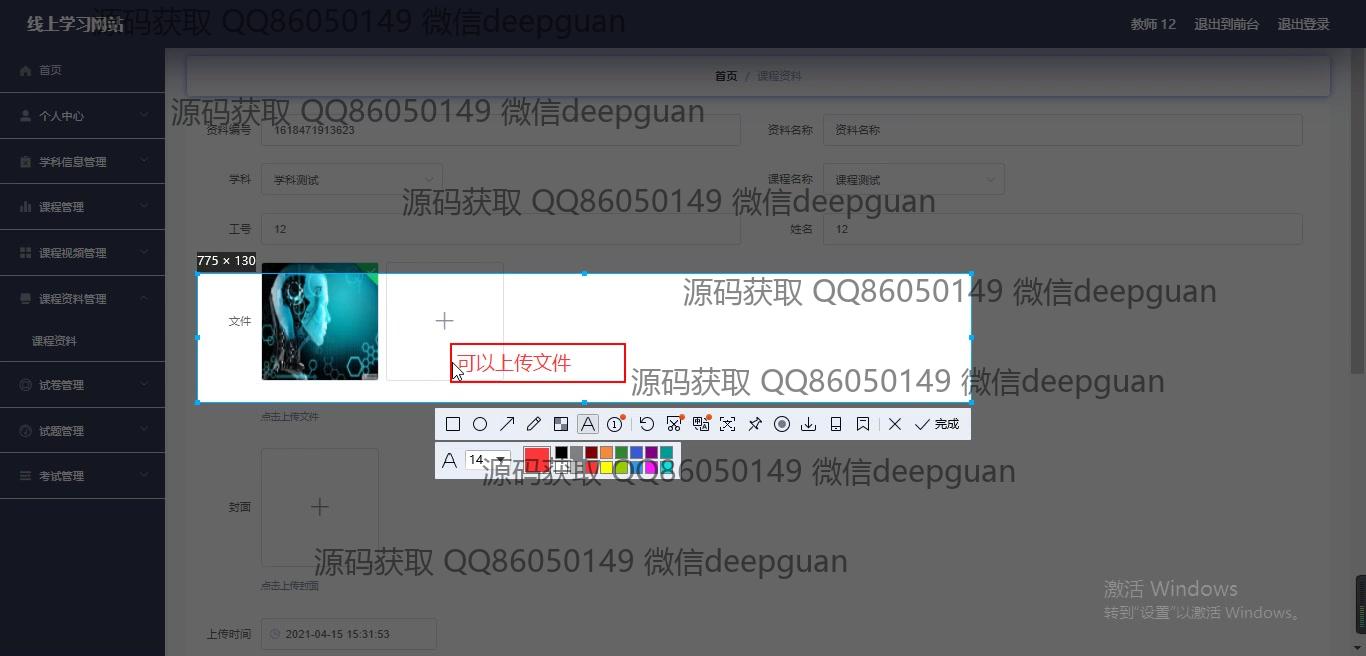 线上学习网站
源码获取 QQ86050149 微信deepguan
教师 12 退出到前台 退出登录
首页
首页 / 课程资料
个人中心
源码获取 QQ86050149 微信deepguan
资料编号 1618471913623 资料名称 资料名称
学科信息管理
学科 学科测试 课程名称 课程测试
源码获取 QQ86050149 微信deepguan
课程管理
工号 12 姓名 12
课程视频管理
775 × 130
课程资料管理
源码获取 QQ86050149 微信deepguan
文件
课程资料
可以上传文件
源码获取 QQ86050149 微信deepguan
试卷管理
点击上传文件
完成
试题管理
A 14
源码获取 QQ86050149 微信deepguan
考试管理
封面
源码获取 QQ86050149 微信deepguan
点击上传封面
激活 Windows
转到“设置”以激活 Windows。
上传时间 2021-04-15 15:31:53